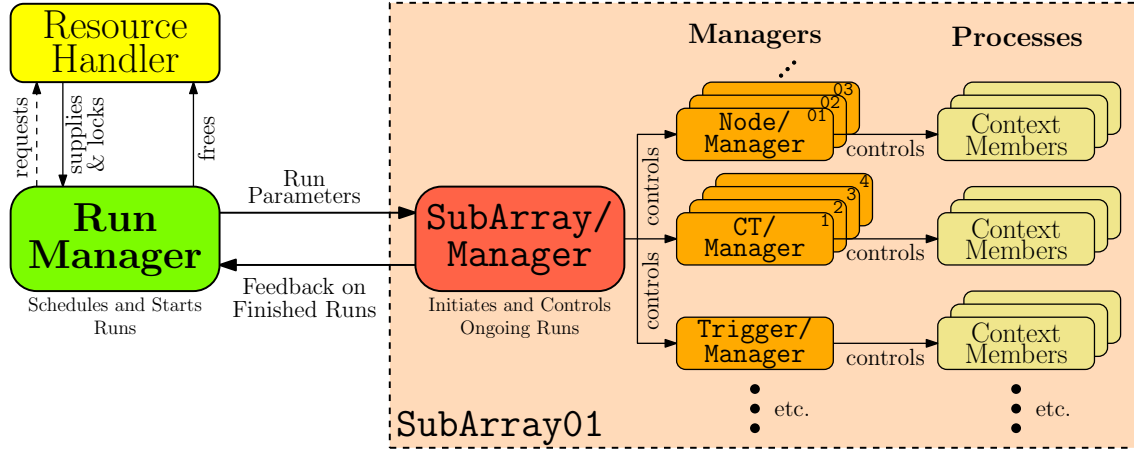 Resource
Handler
requests
supplies
& locks
frees
Run
Manager
Schedules and Starts
Runs
Run
Parameters
Feedback on
Finished Runs
SubArray/
Manager
Initiates and Controls
Ongoing Runs
SubArray01
Managers
Processes
controls
controls
03
02
01
Node/
Manager
controls
Context
Members
4
3
2
1
CT/
Manager
controls
Context
Members
Trigger/
Manager
controls
Context
Members
etc.
etc.